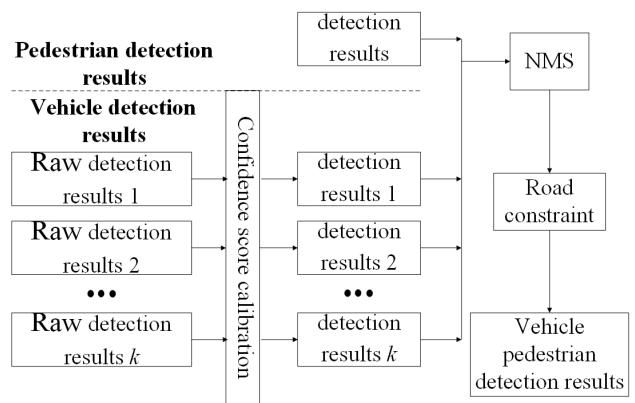 Pedestrian detection
results
detection
results
NMS
Vehicle detection
results
Confidence score calibration
Raw detection
results 1
detection
results 1
Raw detection
results 2
detection
results 2
•••
•••
Raw detection
results k
detection
results k
Road
constraint
Vehicle
pedestrian
detection results